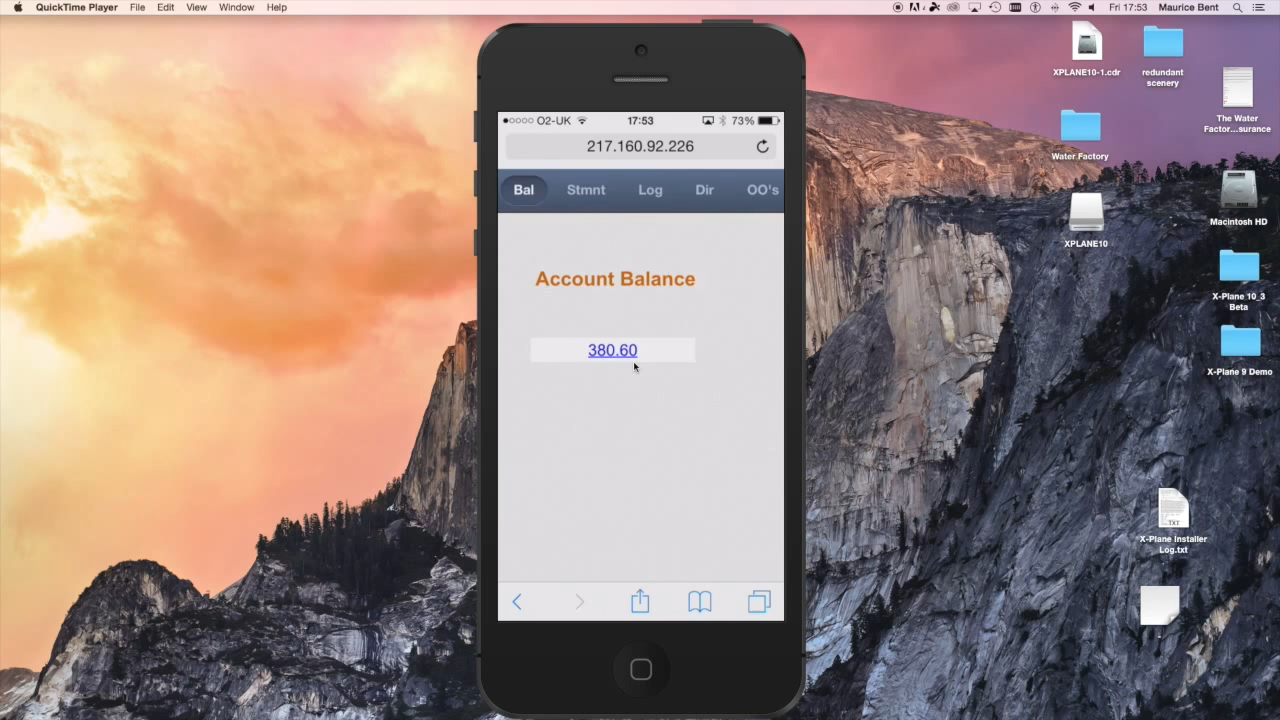 QuickTime Player File Edit View Window Help
Fri 17:53 Maurice Bent
XPLANE10-1.cdr
redundant
scenery
The Water
Factor...surance
Water Factory
Macintosh HD
XPLANE10
X-Plane 10_3
Beta
X-Plane 9 Demo
TXT
X-Plane Installer
Log.txt
O2-UK 17:53 73%
217.160.92.226
Bal Stmnt Log Dir OO's
Account Balance
380.60